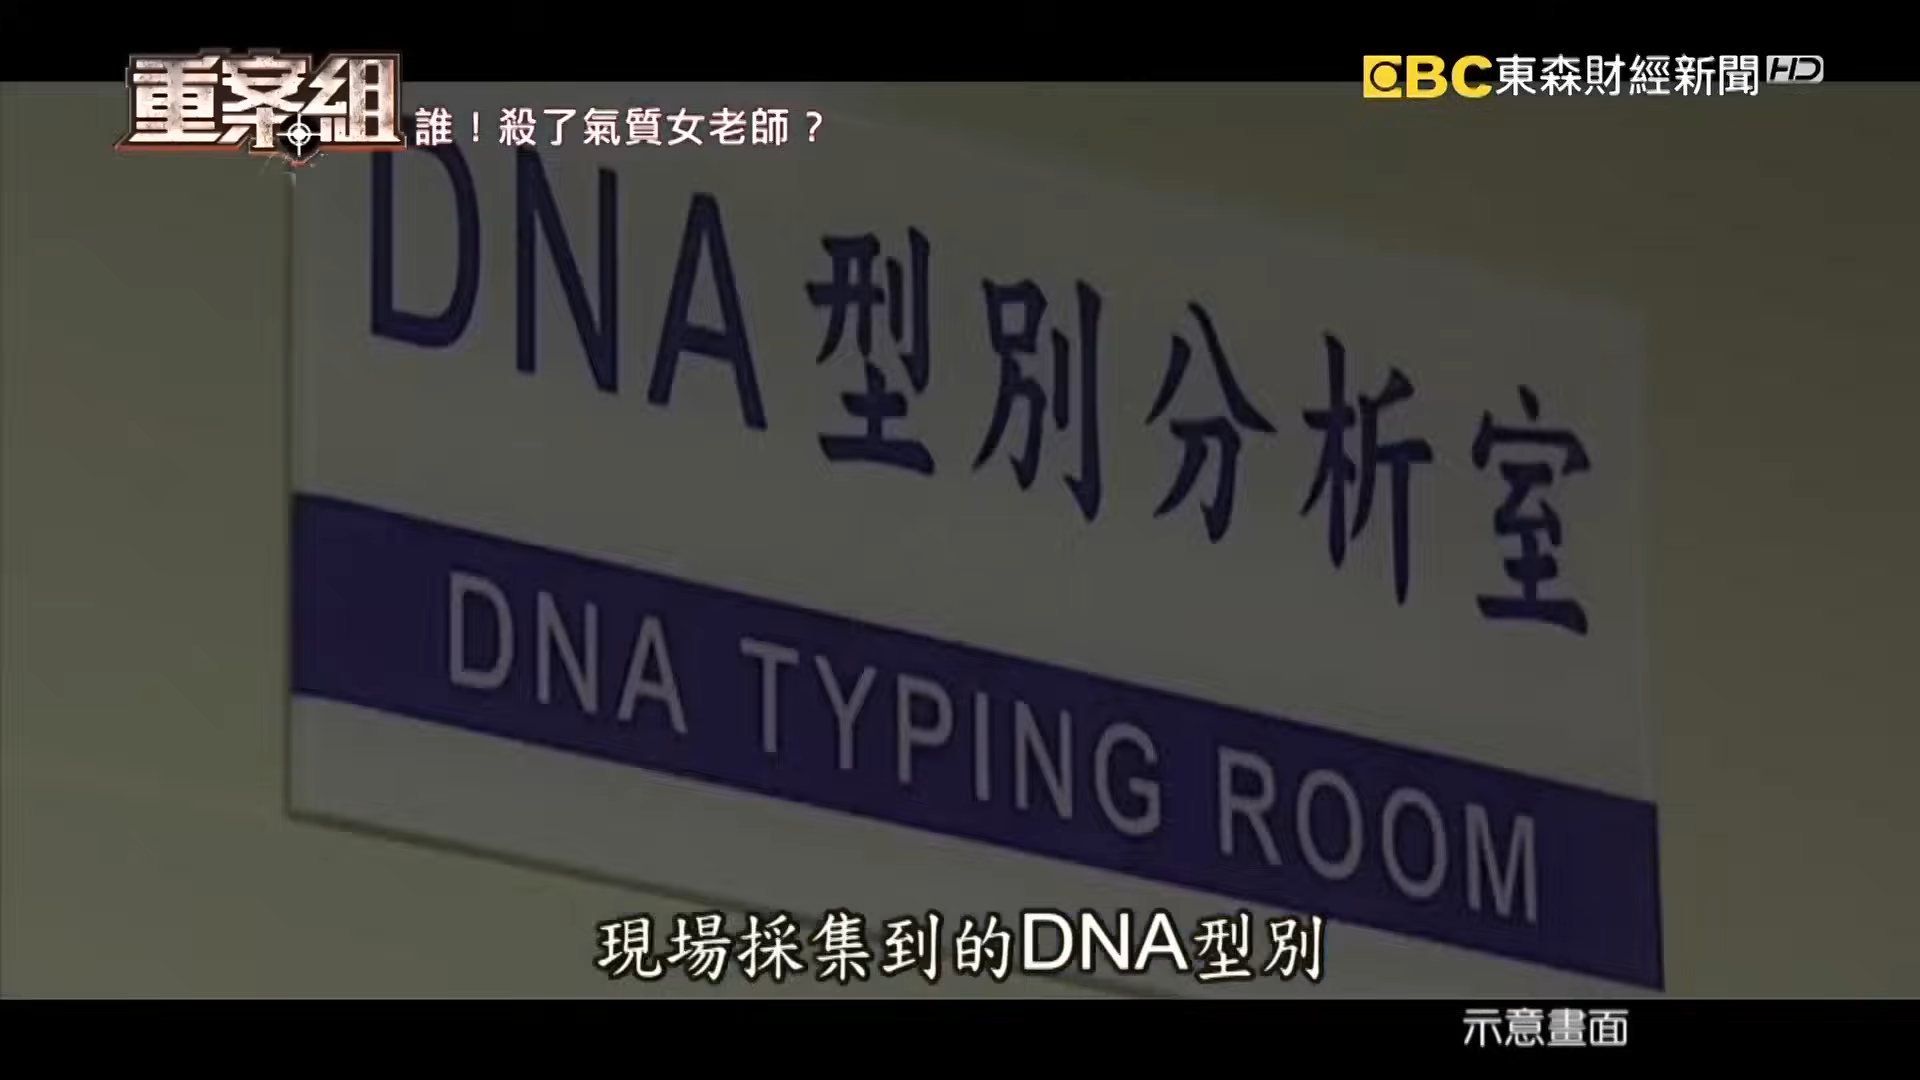 重案組
誰！殺了氣質女老師？
EBC東森財經新聞HD
DNA型別分析室
DNA TYPING ROOM
現場採集到的DNA型別
示意畫面